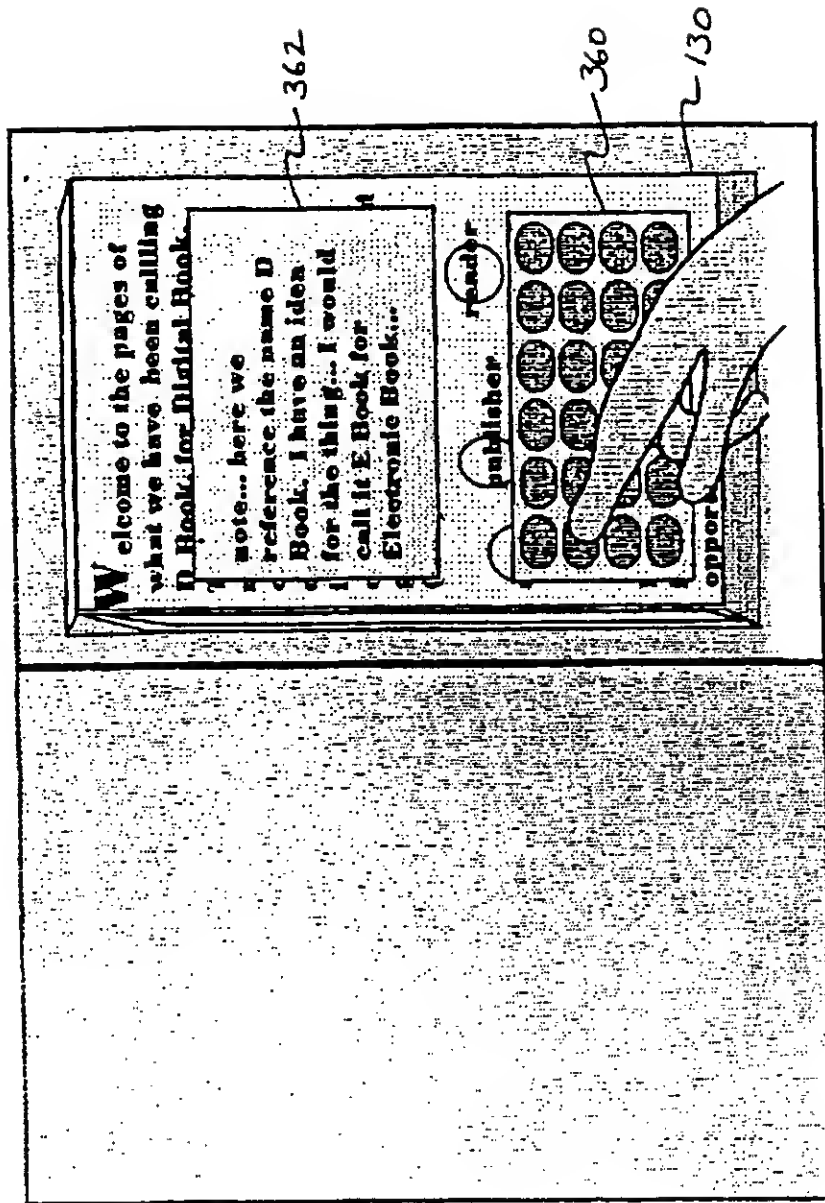 Welcome to the pages of
what we have been callling
D Book, for Digital Book.
note... here we
reference the name D
Book. I have an idea
for the thing... I would
call it E Book for
Electronic Book...
publisher reader
oppor
362
360
130